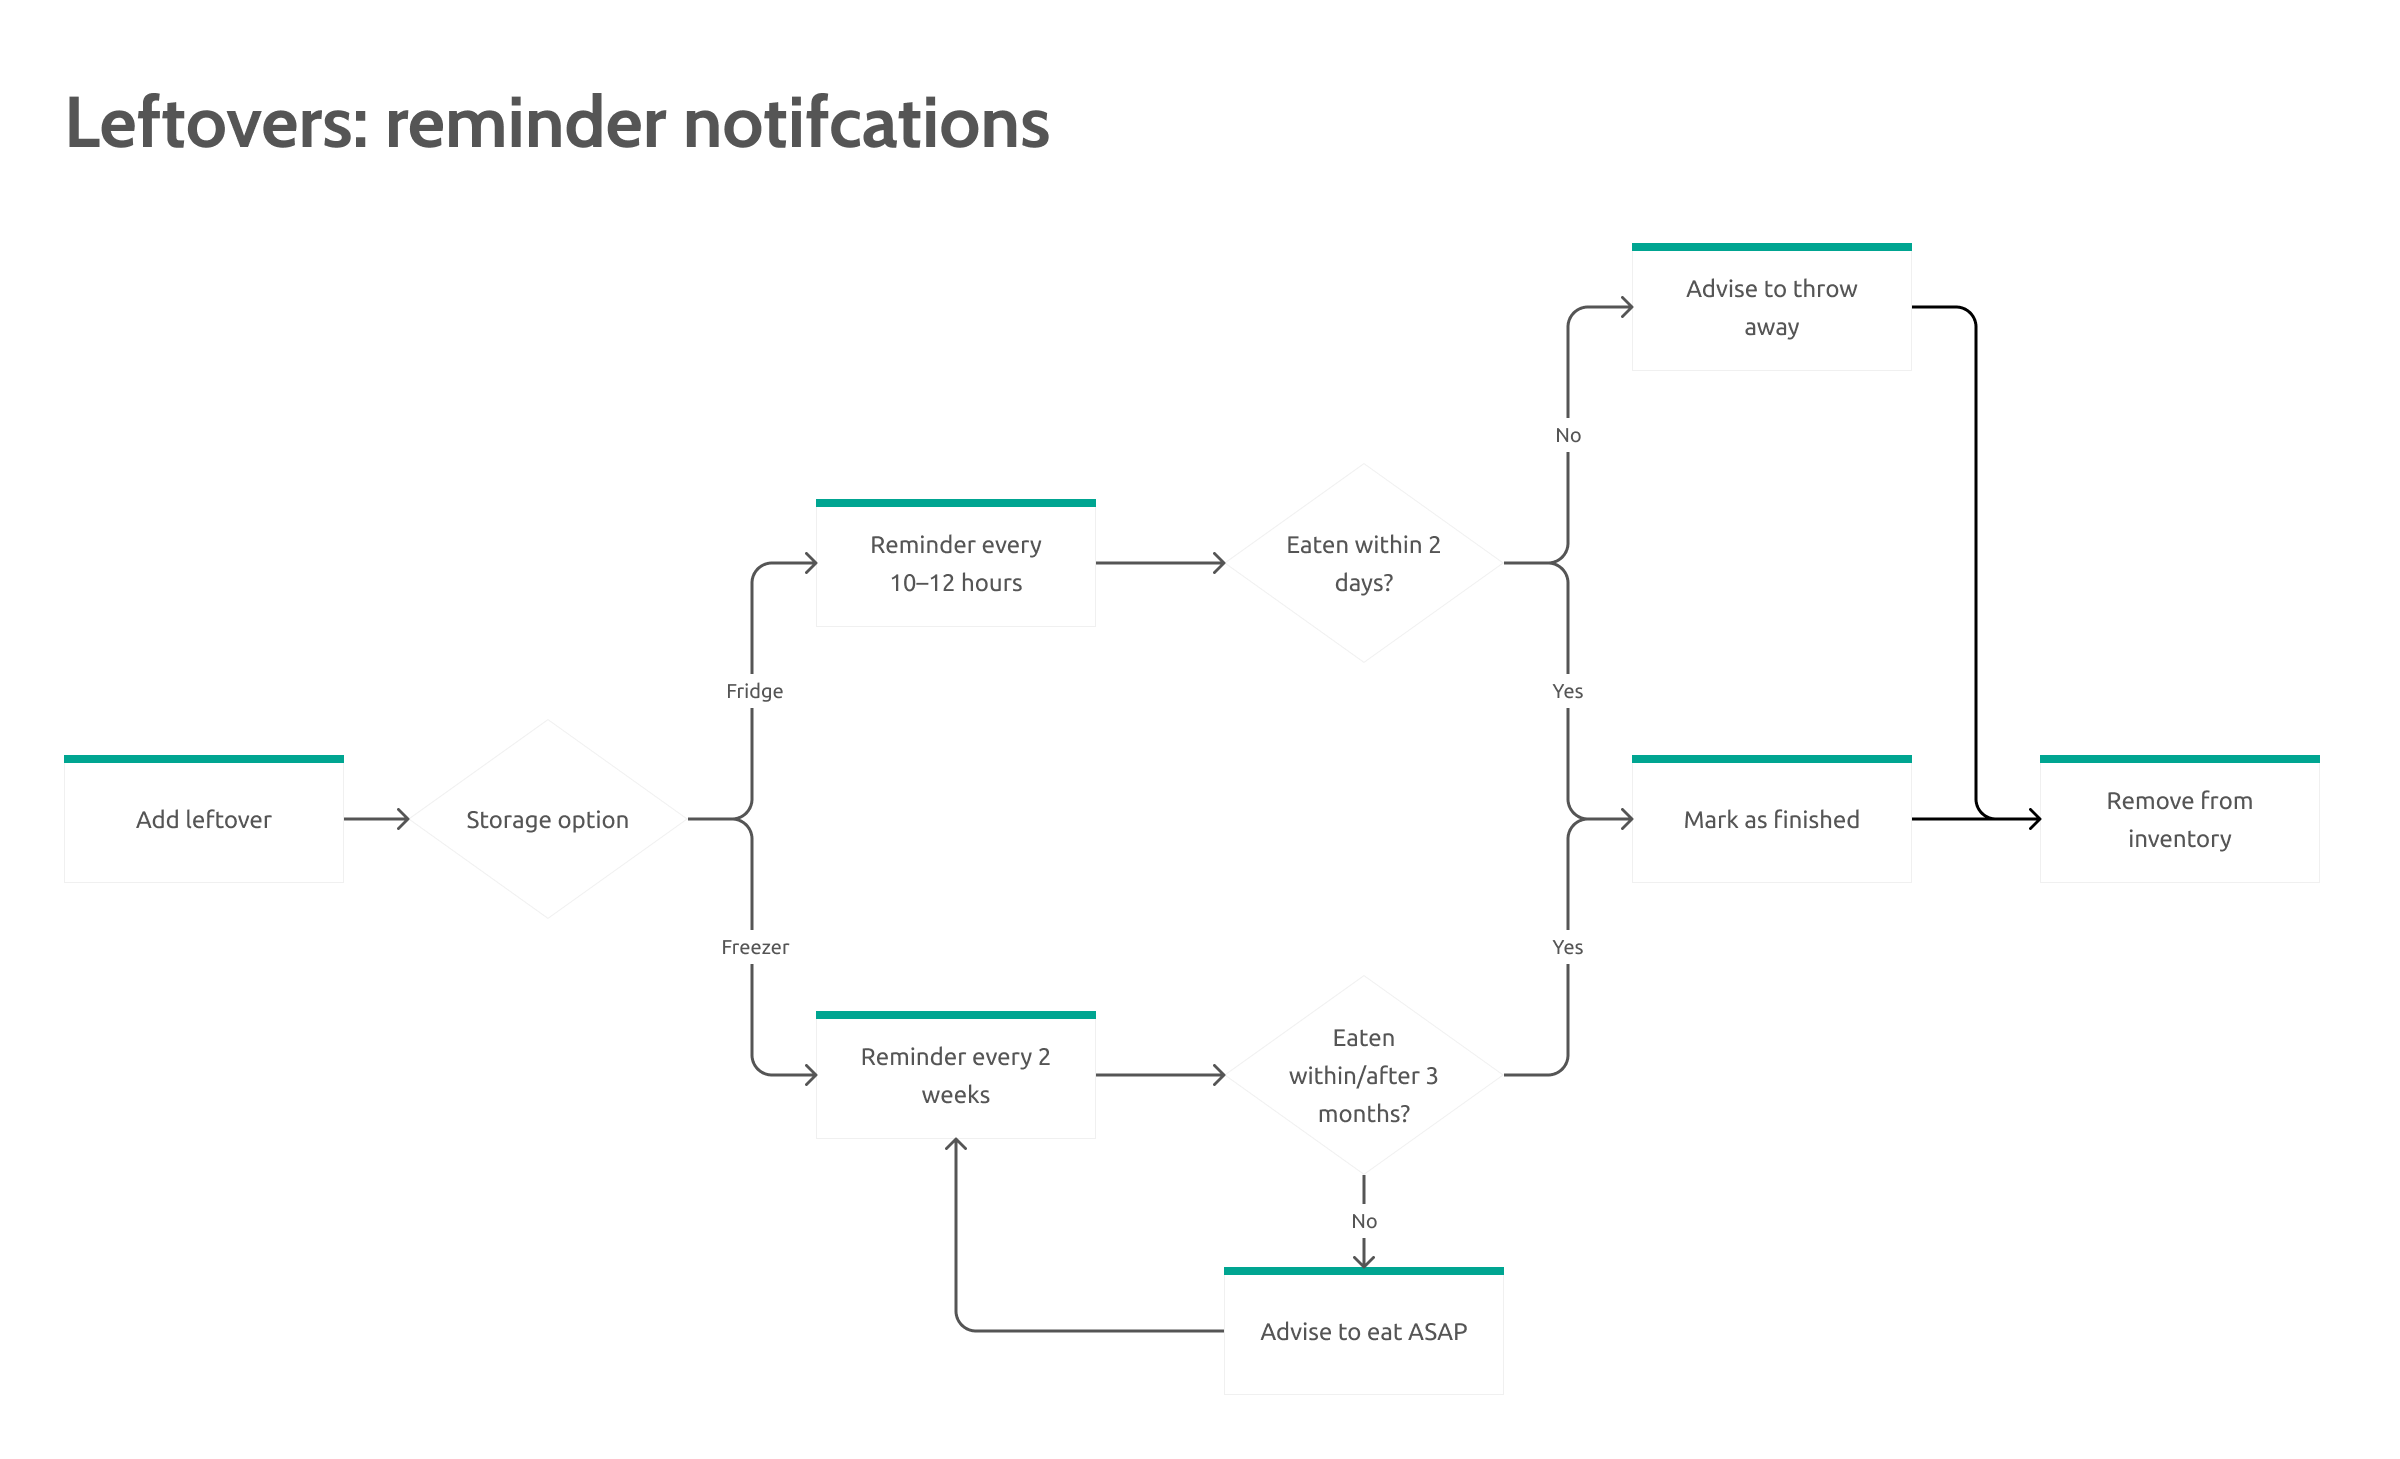 Leftovers: reminder notifcations
Advise to throw
away
No
Reminder every
10–12 hours
Eaten within 2
days?
Fridge
Yes
Add leftover
Storage option
Mark as finished
Remove from
inventory
Freezer
Yes
Reminder every 2
weeks
Eaten
within/after 3
months?
No
Advise to eat ASAP